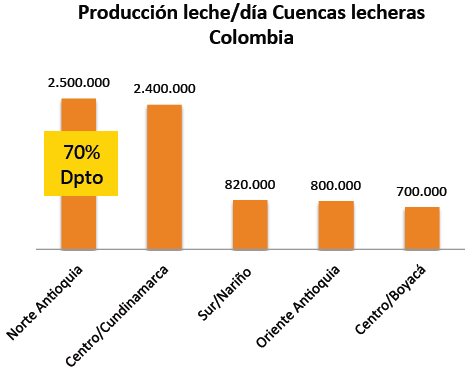 Producción leche/día Cuencas lecheras
Colombia
2.500.000
2.400.000
820.000
800.000
700.000
70%
Dpto
Norte Antioquia
Centro/Cundinamarca
Sur/Nariño
Oriente Antioquia
Centro/Boyacá